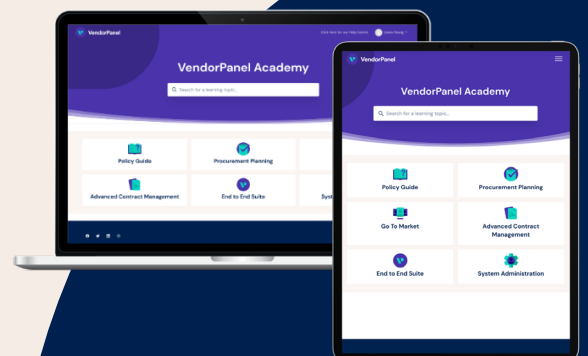 VendorPanel
Click Here for our Help Centre
VendorPanel Academy
Search for a learning topic...
Policy Guide
Procurement Planning
Advanced Contract Management
End to End Suite
Syst
VendorPanel
VendorPanel Academy
Search for a learning topic...
Policy Guide
Procurement Planning
Go To Market
Advanced Contract
Management
End to End Suite
System Administration